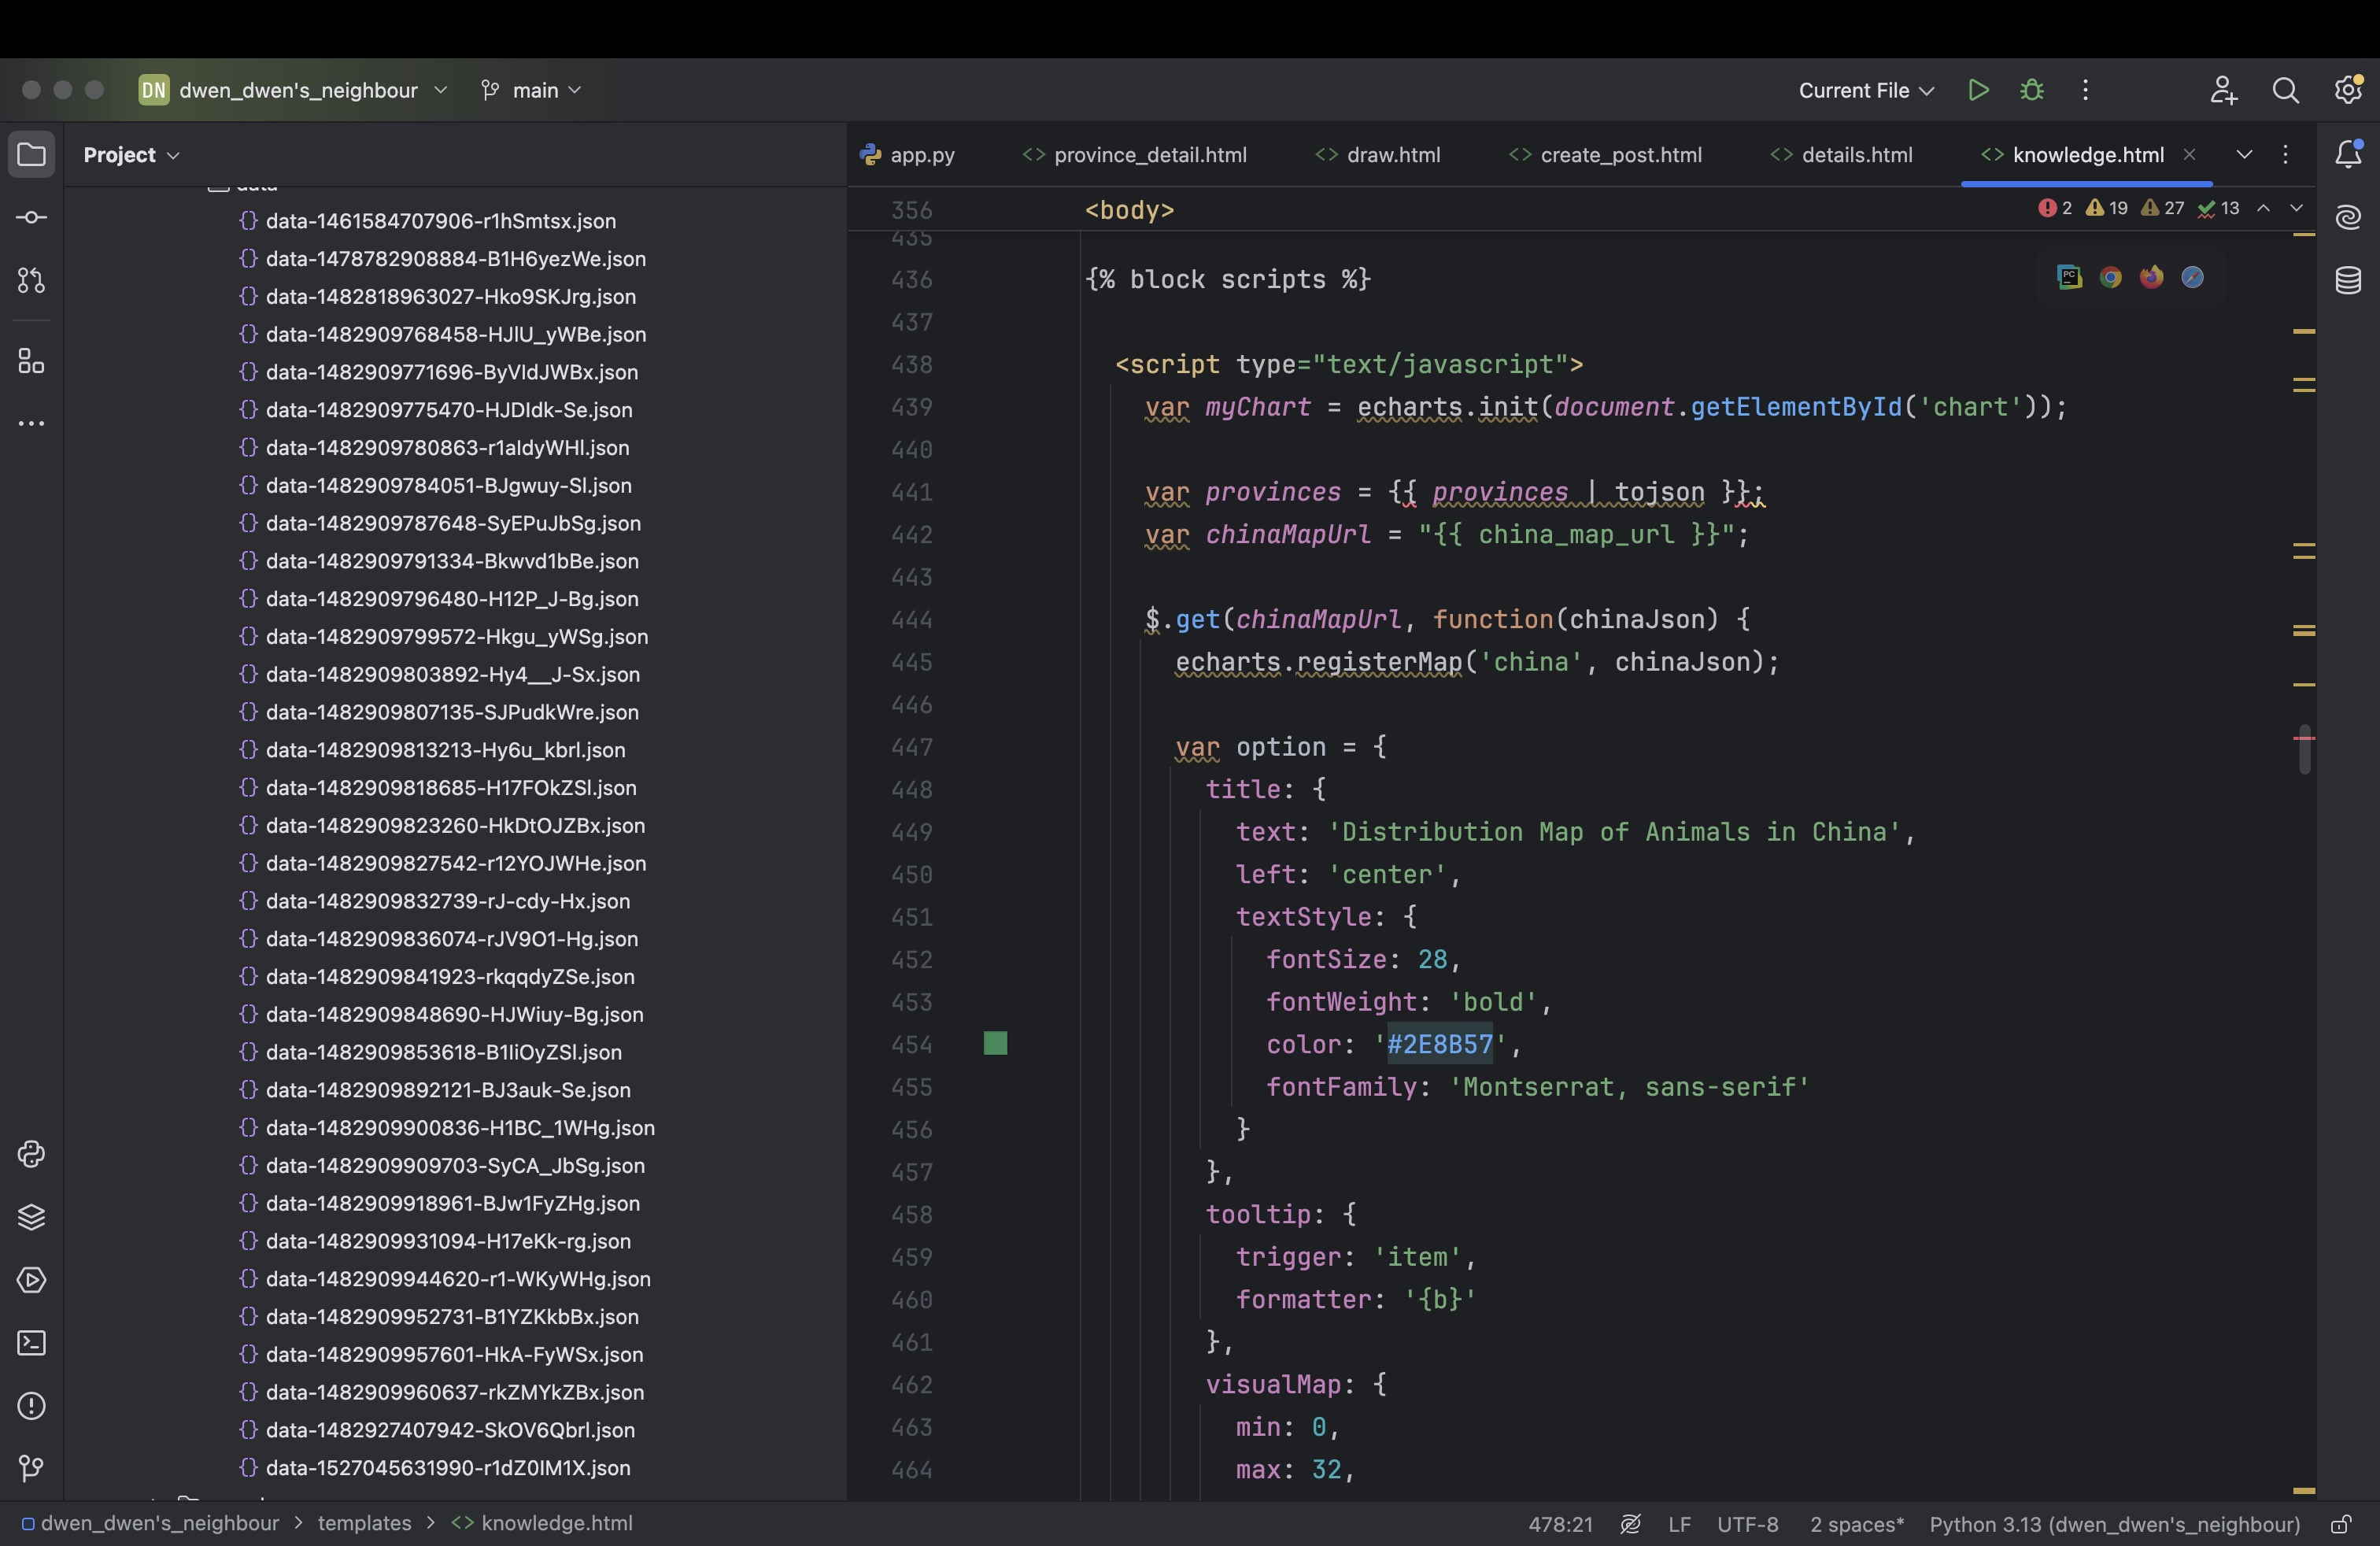 DN dwen_dwen's_neighbour main Current File
Project
data
data-1461584707906-r1hSmtsx.json
data-1478782908884-B1H6yezWe.json
data-1482818963027-Hko9SKJrg.json
data-1482909768458-HJlU_yWBe.json
data-1482909771696-ByVIdJWBx.json
data-1482909775470-HJDIdk-Se.json
data-1482909780863-r1aIdyWHl.json
data-1482909784051-BJgwuy-Sl.json
data-1482909787648-SyEPuJbSg.json
data-1482909791334-Bkwvd1bBe.json
data-1482909796480-H12P_J-Bg.json
data-1482909799572-Hkgu_yWSg.json
data-1482909803892-Hy4__J-Sx.json
data-1482909807135-SJPudkWre.json
data-1482909813213-Hy6u_kbrl.json
data-1482909818685-H17FOkZSl.json
data-1482909823260-HkDtOJZBx.json
data-1482909827542-r12YOJWHe.json
data-1482909832739-rJ-cdy-Hx.json
data-1482909836074-rJV9O1-Hg.json
data-1482909841923-rkqqdyZSe.json
data-1482909848690-HJWiuy-Bg.json
data-1482909853618-B1liOyZSl.json
data-1482909892121-BJ3auk-Se.json
data-1482909900836-H1BC_1WHg.json
data-1482909909703-SyCA_JbSg.json
data-1482909918961-BJw1FyZHg.json
data-1482909931094-H17eKk-rg.json
data-1482909944620-r1-WKyWHg.json
data-1482909952731-B1YZKkbBx.json
data-1482909957601-HkA-FyWSx.json
data-1482909960637-rkZMYkZBx.json
data-1482927407942-SkOV6Qbrl.json
data-1527045631990-r1dZ0IM1X.json
app.py province_detail.html draw.html create_post.html details.html knowledge.html
356 <body> 2 19 27 13
435
436 {% block scripts %}
437
438 <script type="text/javascript">
439 var myChart = echarts.init(document.getElementById('chart'));
440
441 var provinces = {{ provinces | tojson }};
442 var chinaMapUrl = "{{ china_map_url }}";
443
444 $.get(chinaMapUrl, function(chinaJson) {
445 echarts.registerMap('china', chinaJson);
446
447 var option = {
448 title: {
449 text: 'Distribution Map of Animals in China',
450 left: 'center',
451 textStyle: {
452 fontSize: 28,
453 fontWeight: 'bold',
454 color: '#2E8B57',
455 fontFamily: 'Montserrat, sans-serif'
456 }
457 },
458 tooltip: {
459 trigger: 'item',
460 formatter: '{b}'
461 },
462 visualMap: {
463 min: 0,
464 max: 32,
dwen_dwen's_neighbour > templates > <> knowledge.html 478:21 LF UTF-8 2 spaces* Python 3.13 (dwen_dwen's_neighbour)